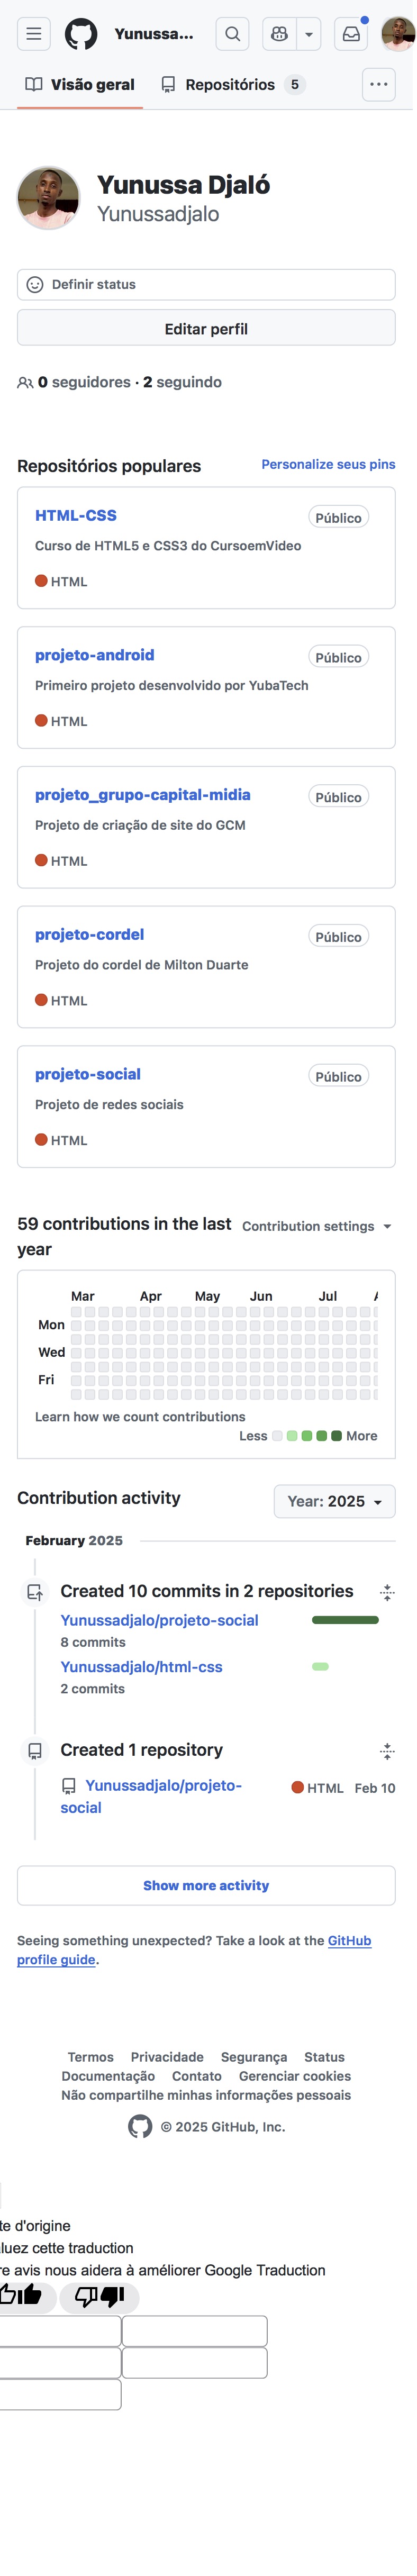 Yunussa...
Visão geral
Repositórios 5
Yunussa Djaló
Yunussadjalo
Definir status
Editar perfil
0 seguidores · 2 seguindo
Repositórios populares
Personalize seus pins
HTML-CSS
Público
Curso de HTML5 e CSS3 do CursoemVideo
HTML
projeto-android
Público
Primeiro projeto desenvolvido por YubaTech
HTML
projeto_grupo-capital-midia
Público
Projeto de criação de site do GCM
HTML
projeto-cordel
Público
Projeto do cordel de Milton Duarte
HTML
projeto-social
Público
Projeto de redes sociais
HTML
59 contributions in the last
year
Contribution settings
Mar Apr May Jun Jul A
Mon
Wed
Fri
Learn how we count contributions
Less More
Contribution activity
Year: 2025
February 2025
Created 10 commits in 2 repositories
Yunussadjalo/projeto-social
8 commits
Yunussadjalo/html-css
2 commits
Created 1 repository
Yunussadjalo/projeto-
social
HTML Feb 10
Show more activity
Seeing something unexpected? Take a look at the GitHub
profile guide.
Termos Privacidade Segurança Status
Documentação Contato Gerenciar cookies
Não compartilhe minhas informações pessoais
© 2025 GitHub, Inc.
te d'origine
luez cette traduction
re avis nous aidera à améliorer Google Traduction